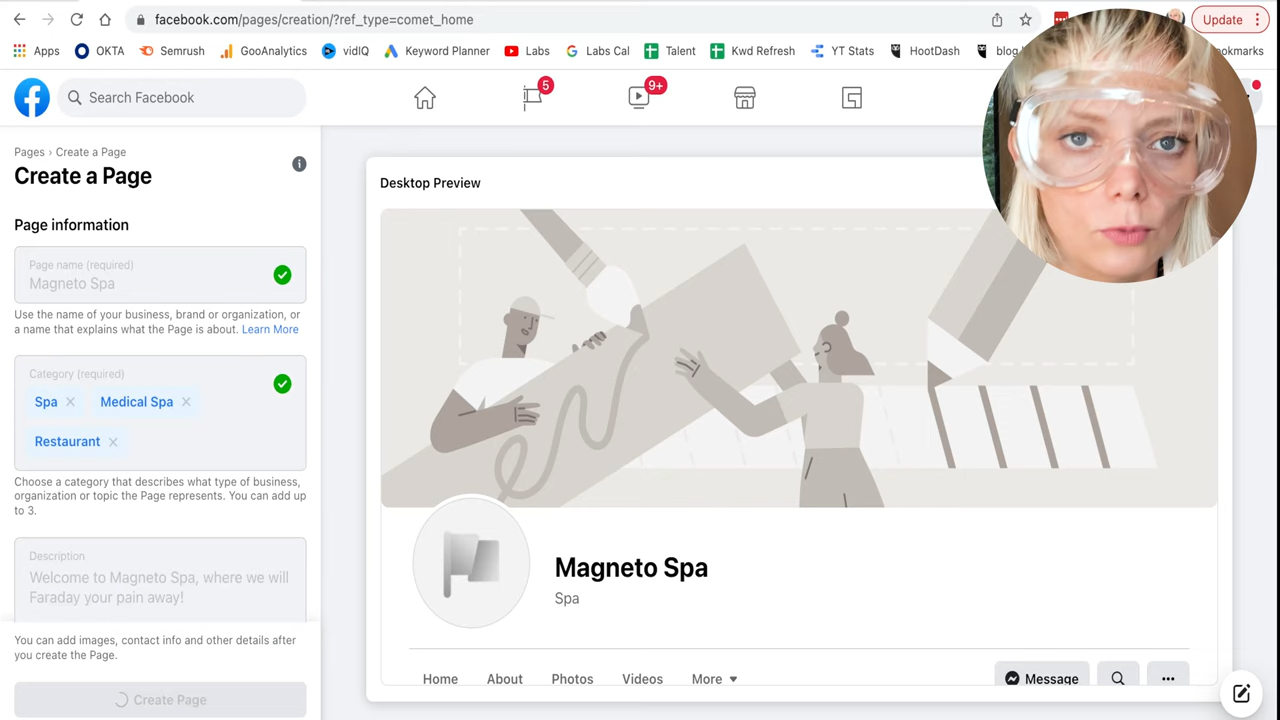 facebook.com/pages/creation/?ref_type=comet_home
Update
Apps
OKTA
Semrush
GooAnalytics
vidIQ
Keyword Planner
Labs
Labs Cal
Talent
Kwd Refresh
YT Stats
HootDash
blog
Search Facebook
5
9+
Pages › Create a Page
Create a Page
Page information
Page name (required)
Magneto Spa
Use the name of your business, brand or organization, or
a name that explains what the Page is about. Learn More
Category (required)
Spa
Medical Spa
Restaurant
Choose a category that describes what type of business,
organization or topic the Page represents. You can add up
to 3.
Description
Welcome to Magneto Spa, where we will
Faraday your pain away!
You can add images, contact info and other details after
you create the Page.
Create Page
Desktop Preview
Magneto Spa
Spa
Home
About
Photos
Videos
More
Message